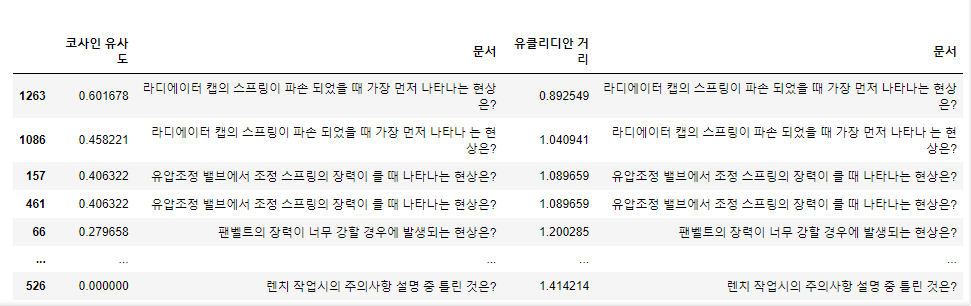 코사인 유사
도
문서
유클리디안 거
리
문서
1263 0.601678 라디에이터 캡의 스프링이 파손 되었을 때 가장 먼저 나타나는 현상
은?
0.892549 라디에이터 캡의 스프링이 파손 되었을 때 가장 먼저 나타나는 현상
은?
1086 0.458221 라디에이터 캡의 스프링이 파손 되었을 때 가장 먼저 나타나 는 현
상은?
1.040941 라디에이터 캡의 스프링이 파손 되었을 때 가장 먼저 나타나 는 현
상은?
157 0.406322 유압조정 밸브에서 조정 스프링의 장력이 클 때 나타나는 현상은? 1.089659 유압조정 밸브에서 조정 스프링의 장력이 클 때 나타나는 현상은?
461 0.406322 유압조정 밸브에서 조정 스프링의 장력이 클 때 나타나는 현상은? 1.089659 유압조정 밸브에서 조정 스프링의 장력이 클 때 나타나는 현상은?
66 0.279658 팬벨트의 장력이 너무 강할 경우에 발생되는 현상은? 1.200285 팬벨트의 장력이 너무 강할 경우에 발생되는 현상은?
... ... ... ... ...
526 0.000000 렌치 작업시의 주의사항 설명 중 틀린 것은? 1.414214 렌치 작업시의 주의사항 설명 중 틀린 것은?